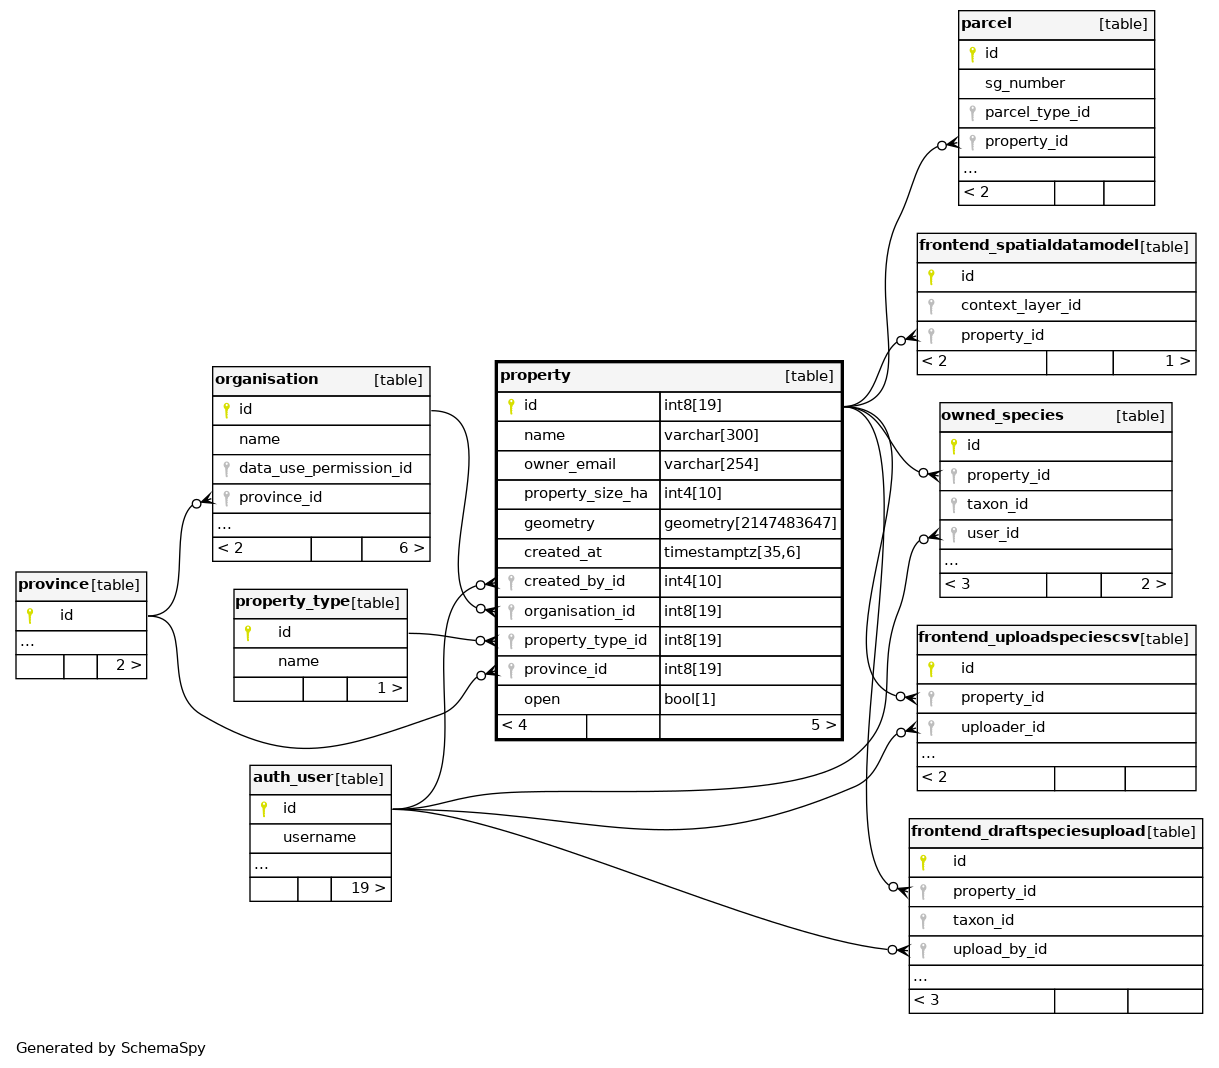 parcel [table]
id
sg_number
parcel_type_id
property_id
...
< 2
frontend_spatialdatamodel [table]
id
context_layer_id
property_id
< 2 1 >
organisation [table]
id
name
data_use_permission_id
province_id
...
< 2 6 >
property [table]
id int8[19]
name varchar[300]
owner_email varchar[254]
property_size_ha int4[10]
geometry geometry[2147483647]
created_at timestamptz[35,6]
created_by_id int4[10]
organisation_id int8[19]
property_type_id int8[19]
province_id int8[19]
open bool[1]
< 4 5 >
owned_species [table]
id
property_id
taxon_id
user_id
...
< 3 2 >
province [table]
id
...
2 >
property_type [table]
id
name
1 >
frontend_uploadspeciescsv [table]
id
property_id
uploader_id
...
< 2
auth_user [table]
id
username
...
19 >
frontend_draftspeciesupload [table]
id
property_id
taxon_id
upload_by_id
...
< 3
Generated by SchemaSpy